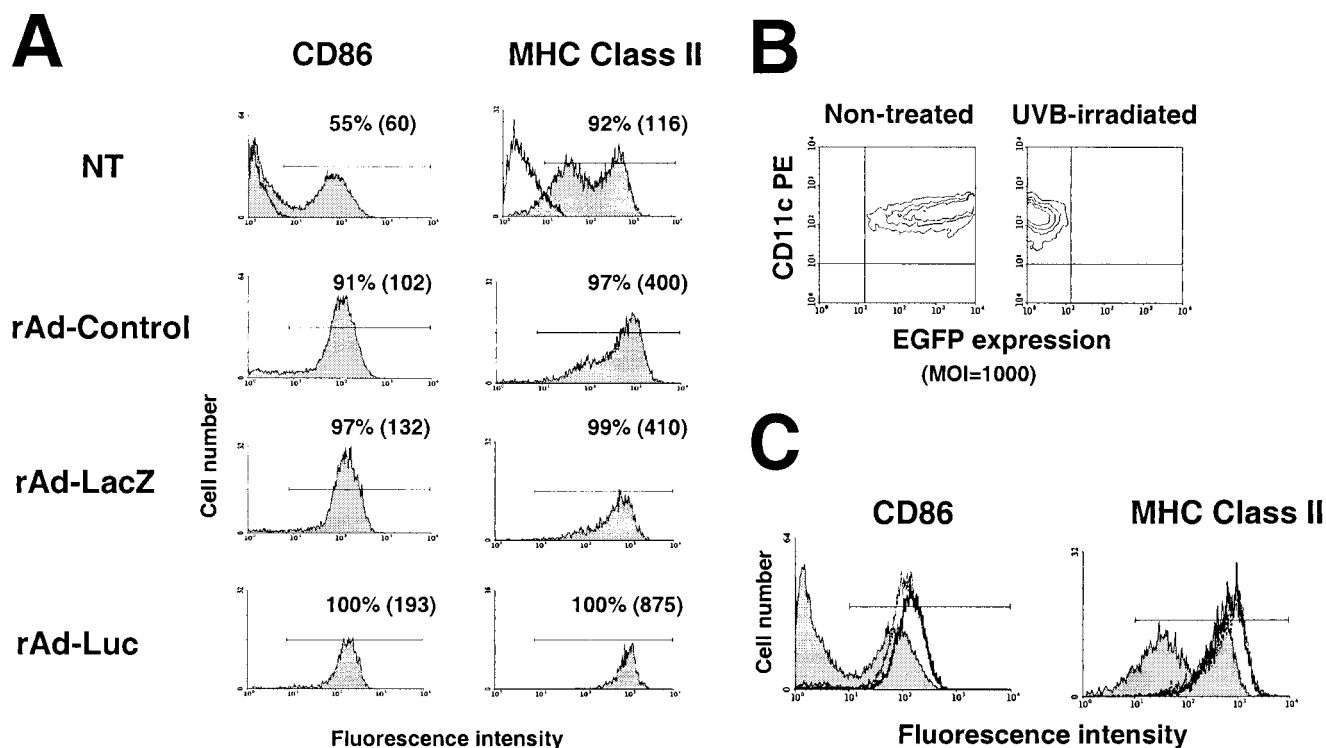 A
CD86
MHC Class II
NT
55% (60)
92% (116)
rAd-Control
91% (102)
97% (400)
rAd-LacZ
97% (132)
99% (410)
rAd-Luc
100% (193)
100% (875)
Cell number
Fluorescence intensity
B
Non-treated
UVB-irradiated
CD11c PE
EGFP expression
(MOI=1000)
C
CD86
MHC Class II
Cell number
64
32
Fluorescence intensity